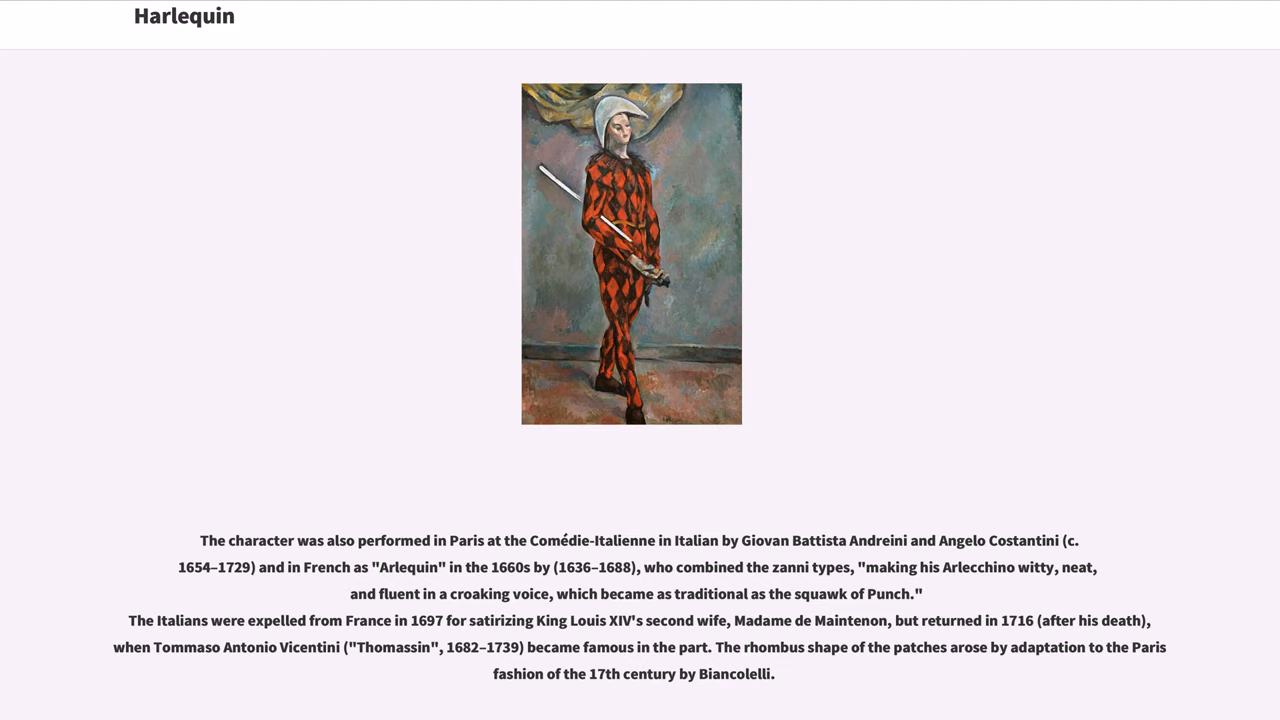 Harlequin
The character was also performed in Paris at the Comédie-Italienne in Italian by Giovan Battista Andreini and Angelo Costantini (c.
1654–1729) and in French as "Arlequin" in the 1660s by (1636–1688), who combined the zanni types, "making his Arlecchino witty, neat,
and fluent in a croaking voice, which became as traditional as the squawk of Punch."
The Italians were expelled from France in 1697 for satirizing King Louis XIV's second wife, Madame de Maintenon, but returned in 1716 (after his death),
when Tommaso Antonio Vicentini ("Thomassin", 1682–1739) became famous in the part. The rhombus shape of the patches arose by adaptation to the Paris
fashion of the 17th century by Biancolelli.